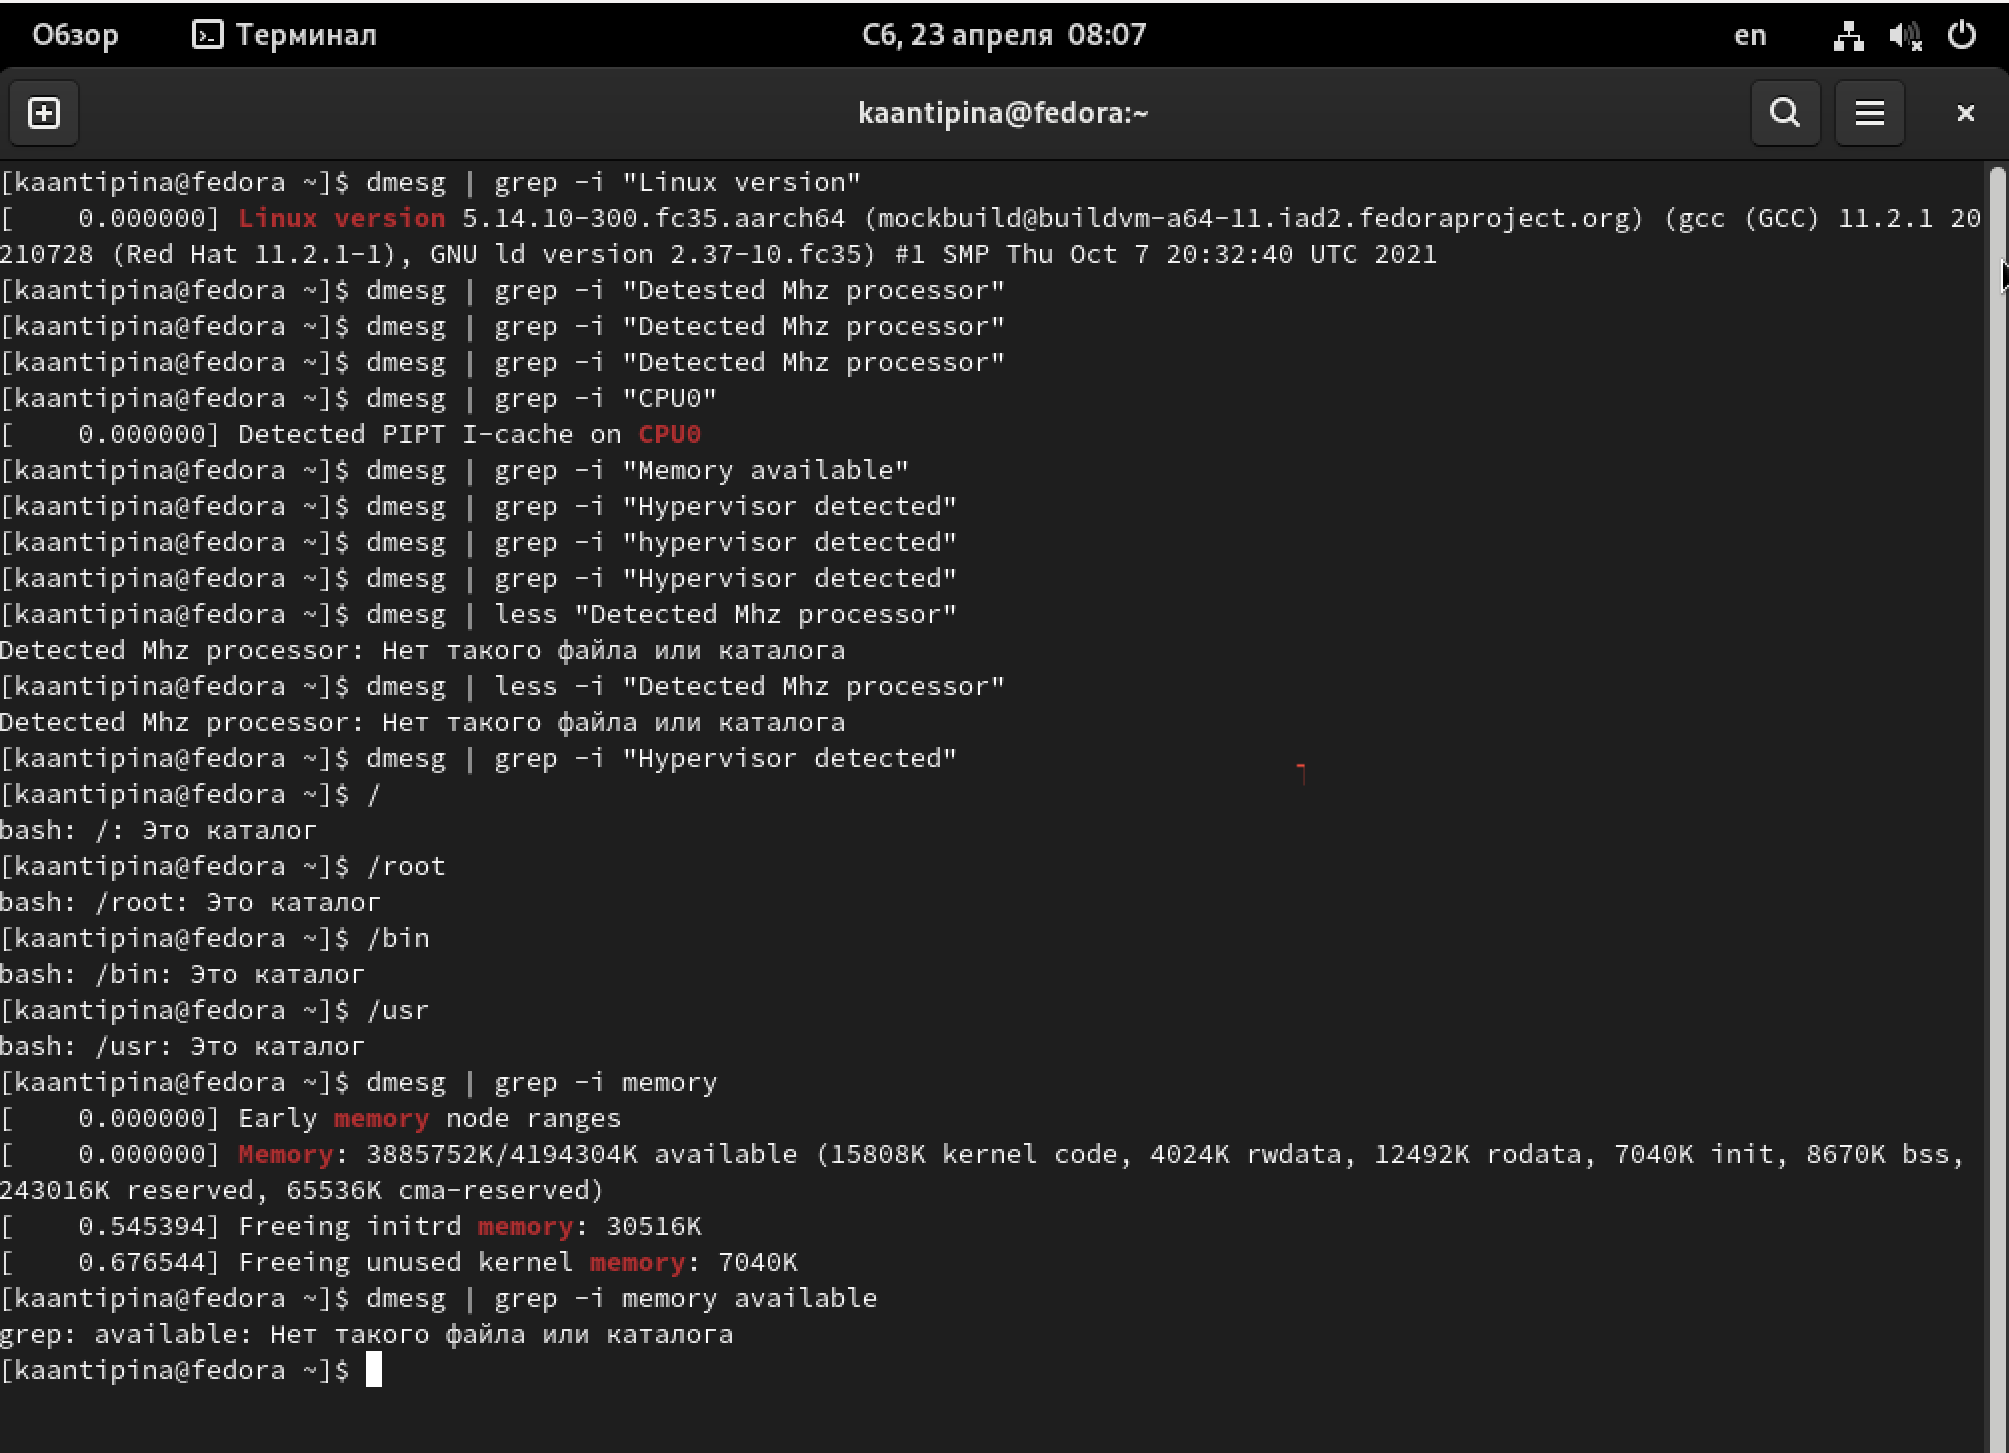 Обзор Терминал Сб, 23 апреля 08:07 en
kaantipina@fedora:~
[kaantipina@fedora ~]$ dmesg | grep -i "Linux version"
[    0.000000] Linux version 5.14.10-300.fc35.aarch64 (mockbuild@buildvm-a64-11.iad2.fedoraproject.org) (gcc (GCC) 11.2.1 20
210728 (Red Hat 11.2.1-1), GNU ld version 2.37-10.fc35) #1 SMP Thu Oct 7 20:32:40 UTC 2021
[kaantipina@fedora ~]$ dmesg | grep -i "Detested Mhz processor"
[kaantipina@fedora ~]$ dmesg | grep -i "Detected Mhz processor"
[kaantipina@fedora ~]$ dmesg | grep -i "Detected Mhz processor"
[kaantipina@fedora ~]$ dmesg | grep -i "CPU0"
[    0.000000] Detected PIPT I-cache on CPU0
[kaantipina@fedora ~]$ dmesg | grep -i "Memory available"
[kaantipina@fedora ~]$ dmesg | grep -i "Hypervisor detected"
[kaantipina@fedora ~]$ dmesg | grep -i "hypervisor detected"
[kaantipina@fedora ~]$ dmesg | grep -i "Hypervisor detected"
[kaantipina@fedora ~]$ dmesg | less "Detected Mhz processor"
Detected Mhz processor: Нет такого файла или каталога
[kaantipina@fedora ~]$ dmesg | less -i "Detected Mhz processor"
Detected Mhz processor: Нет такого файла или каталога
[kaantipina@fedora ~]$ dmesg | grep -i "Hypervisor detected"
[kaantipina@fedora ~]$ /
bash: /: Это каталог
[kaantipina@fedora ~]$ /root
bash: /root: Это каталог
[kaantipina@fedora ~]$ /bin
bash: /bin: Это каталог
[kaantipina@fedora ~]$ /usr
bash: /usr: Это каталог
[kaantipina@fedora ~]$ dmesg | grep -i memory
[    0.000000] Early memory node ranges
[    0.000000] Memory: 3885752K/4194304K available (15808K kernel code, 4024K rwdata, 12492K rodata, 7040K init, 8670K bss,
243016K reserved, 65536K cma-reserved)
[    0.545394] Freeing initrd memory: 30516K
[    0.676544] Freeing unused kernel memory: 7040K
[kaantipina@fedora ~]$ dmesg | grep -i memory available
grep: available: Нет такого файла или каталога
[kaantipina@fedora ~]$